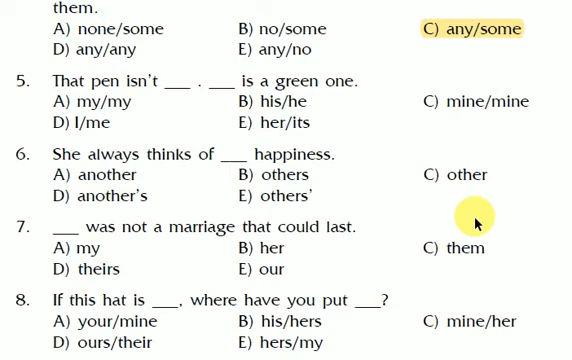 them.
A) none/some B) no/some C) any/some
D) any/any E) any/no
5. That pen isn't ___ . ___ is a green one.
A) my/my B) his/he C) mine/mine
D) I/me E) her/its
6. She always thinks of ___ happiness.
A) another B) others C) other
D) another's E) others'
7. ___ was not a marriage that could last.
A) my B) her C) them
D) theirs E) our
8. If this hat is ___, where have you put ___?
A) your/mine B) his/hers C) mine/her
D) ours/their E) hers/my